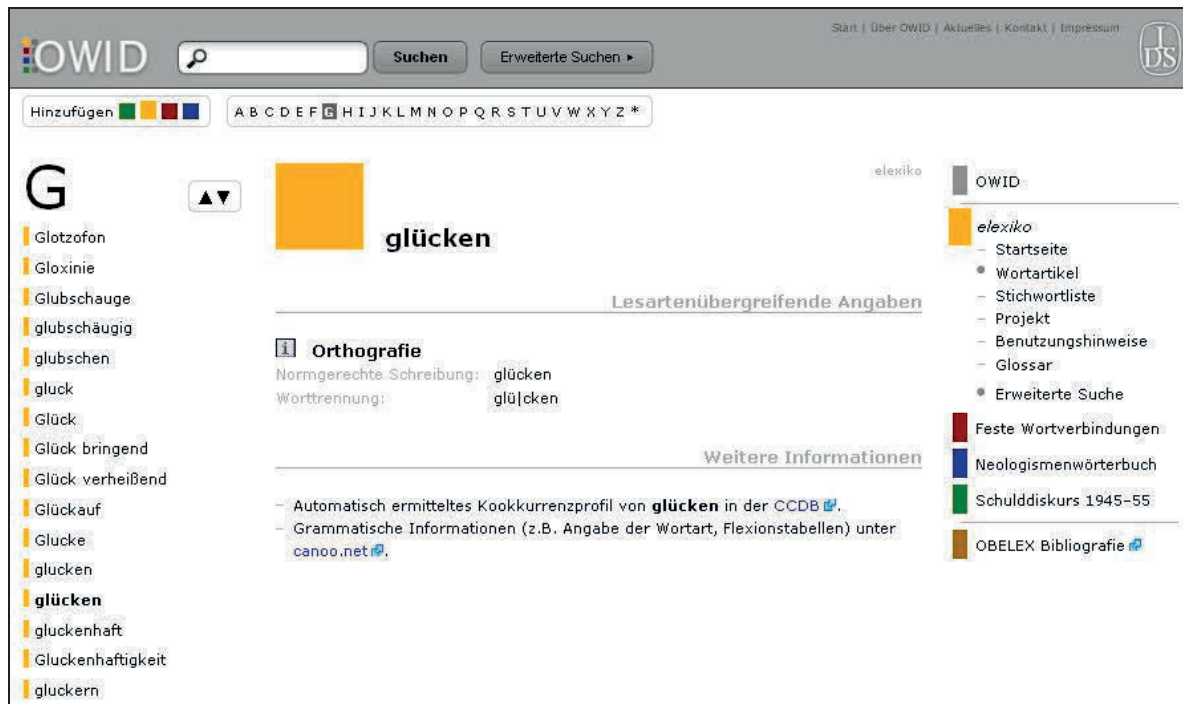 Start | Über OWID | Aktuelles | Kontakt | Impressum
OWID Suchen Erweiterte Suchen ▸
IDS
Hinzufügen
A B C D E F G H I J K L M N O P Q R S T U V W X Y Z *
G
▲▼
Glotzofon
Gloxinie
Glubschauge
glubschäugig
glubschen
gluck
Glück
Glück bringend
Glück verheißend
Glückauf
Glucke
glucken
glücken
gluckenhaft
Gluckenhaftigkeit
gluckern
elexiko
glücken
Lesartenübergreifende Angaben
i Orthografie
Normgerechte Schreibung: glücken
Worttrennung: glü|cken
Weitere Informationen
– Automatisch ermitteltes Kookkurrenzprofil von glücken in der CCDB.
– Grammatische Informationen (z.B. Angabe der Wortart, Flexionstabellen) unter
canoo.net.
OWID
elexiko
– Startseite
• Wortartikel
– Stichwortliste
– Projekt
– Benutzungshinweise
– Glossar
• Erweiterte Suche
Feste Wortverbindungen
Neologismenwörterbuch
Schulddiskurs 1945–55
OBELEX Bibliografie